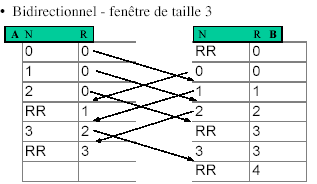 • Bidirectionnel - fenêtre de taille 3
A N R N R B
0 0 RR 0
1 0 0 0
2 0 1 1
RR 1 2 2
3 2 RR 3
RR 3 3 3
RR 4